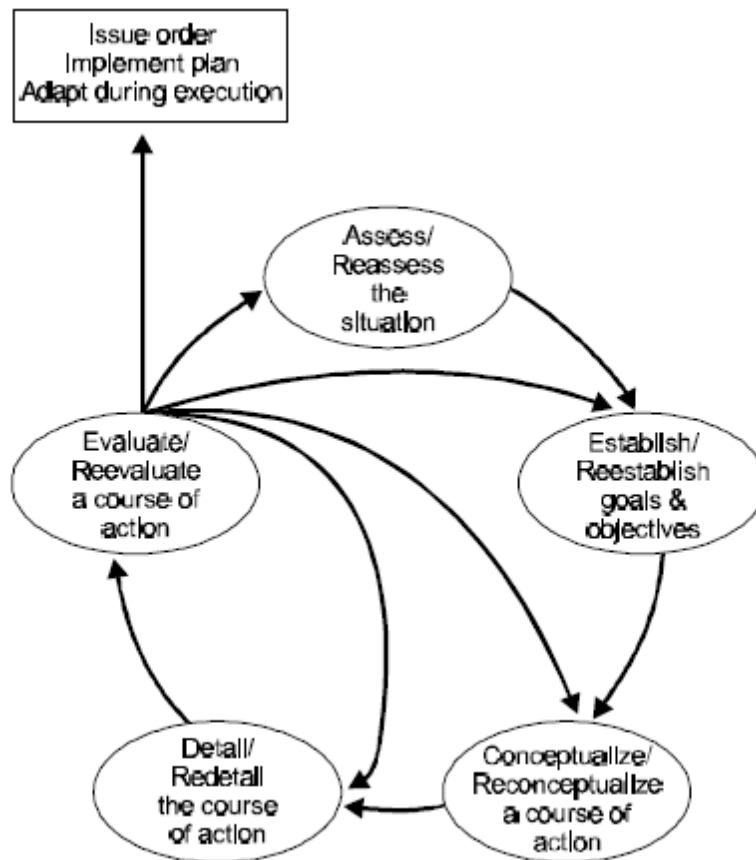 Issue order
Implement plan
Adapt during execution
Assess/
Reassess
the
situation
Evaluate/
Reevaluate
a course of
action
Establish/
Reestablish
goals &
objectives
Detail/
Redetail
the course
of action
Conceptualize/
Reconceptualize
a course of
action